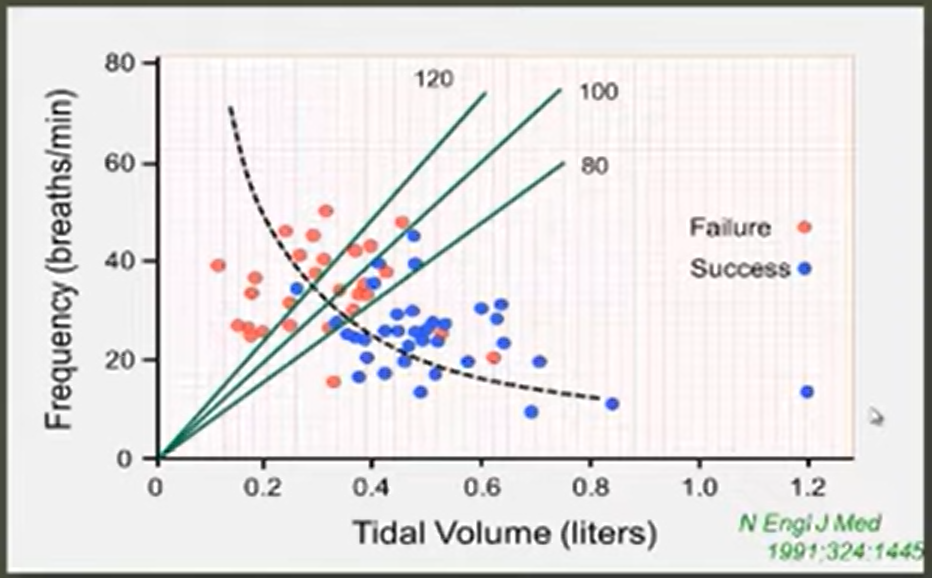 80
60
40
20
0
Frequency (breaths/min)
120
100
80
Failure
Success
0 0.2 0.4 0.6 0.8 1.0 1.2
Tidal Volume (liters)
N Engl J Med
1991;324:1445